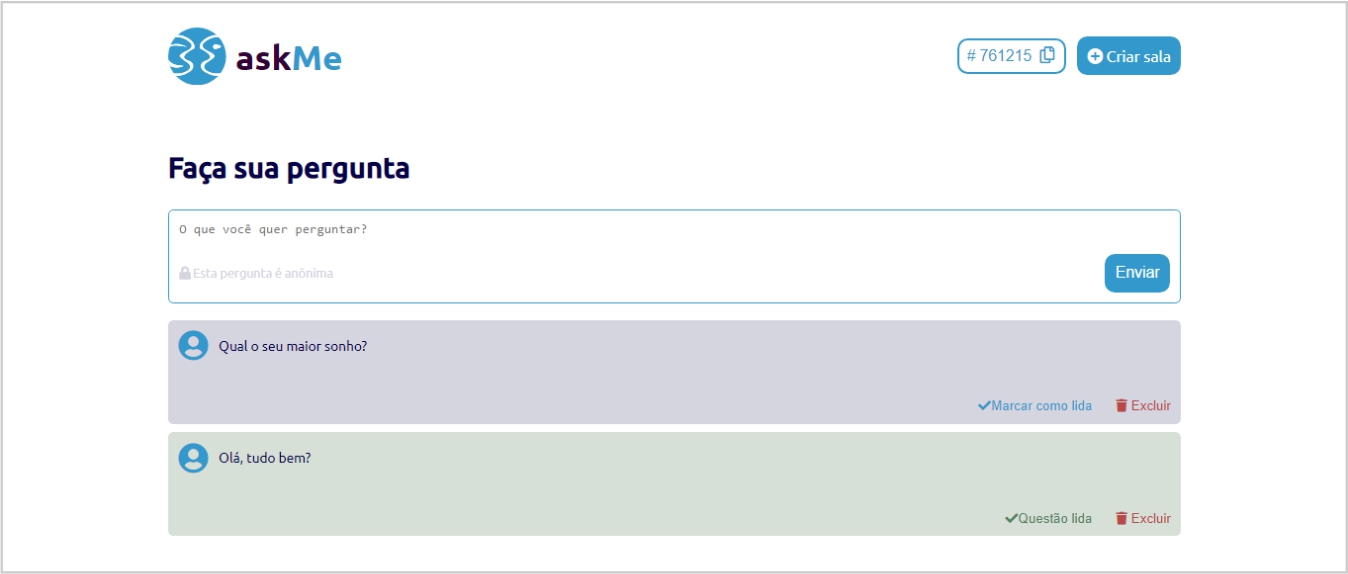 askMe
# 761215
Criar sala
Faça sua pergunta
O que você quer perguntar?
Esta pergunta é anônima
Enviar
Qual o seu maior sonho?
Marcar como lida
Excluir
Olá, tudo bem?
Questão lida
Excluir